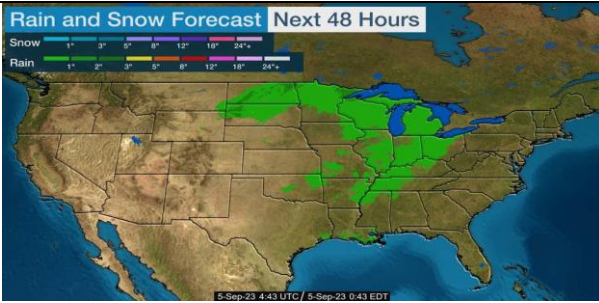 Rain and Snow Forecast Next 48 Hours
Snow 1" 3" 5" 8" 12" 18" 24"+
Rain 1" 2" 3" 5" 8" 12" 18" 24"+
5-Sep-23 4:43 UTC / 5-Sep-23 0:43 EDT